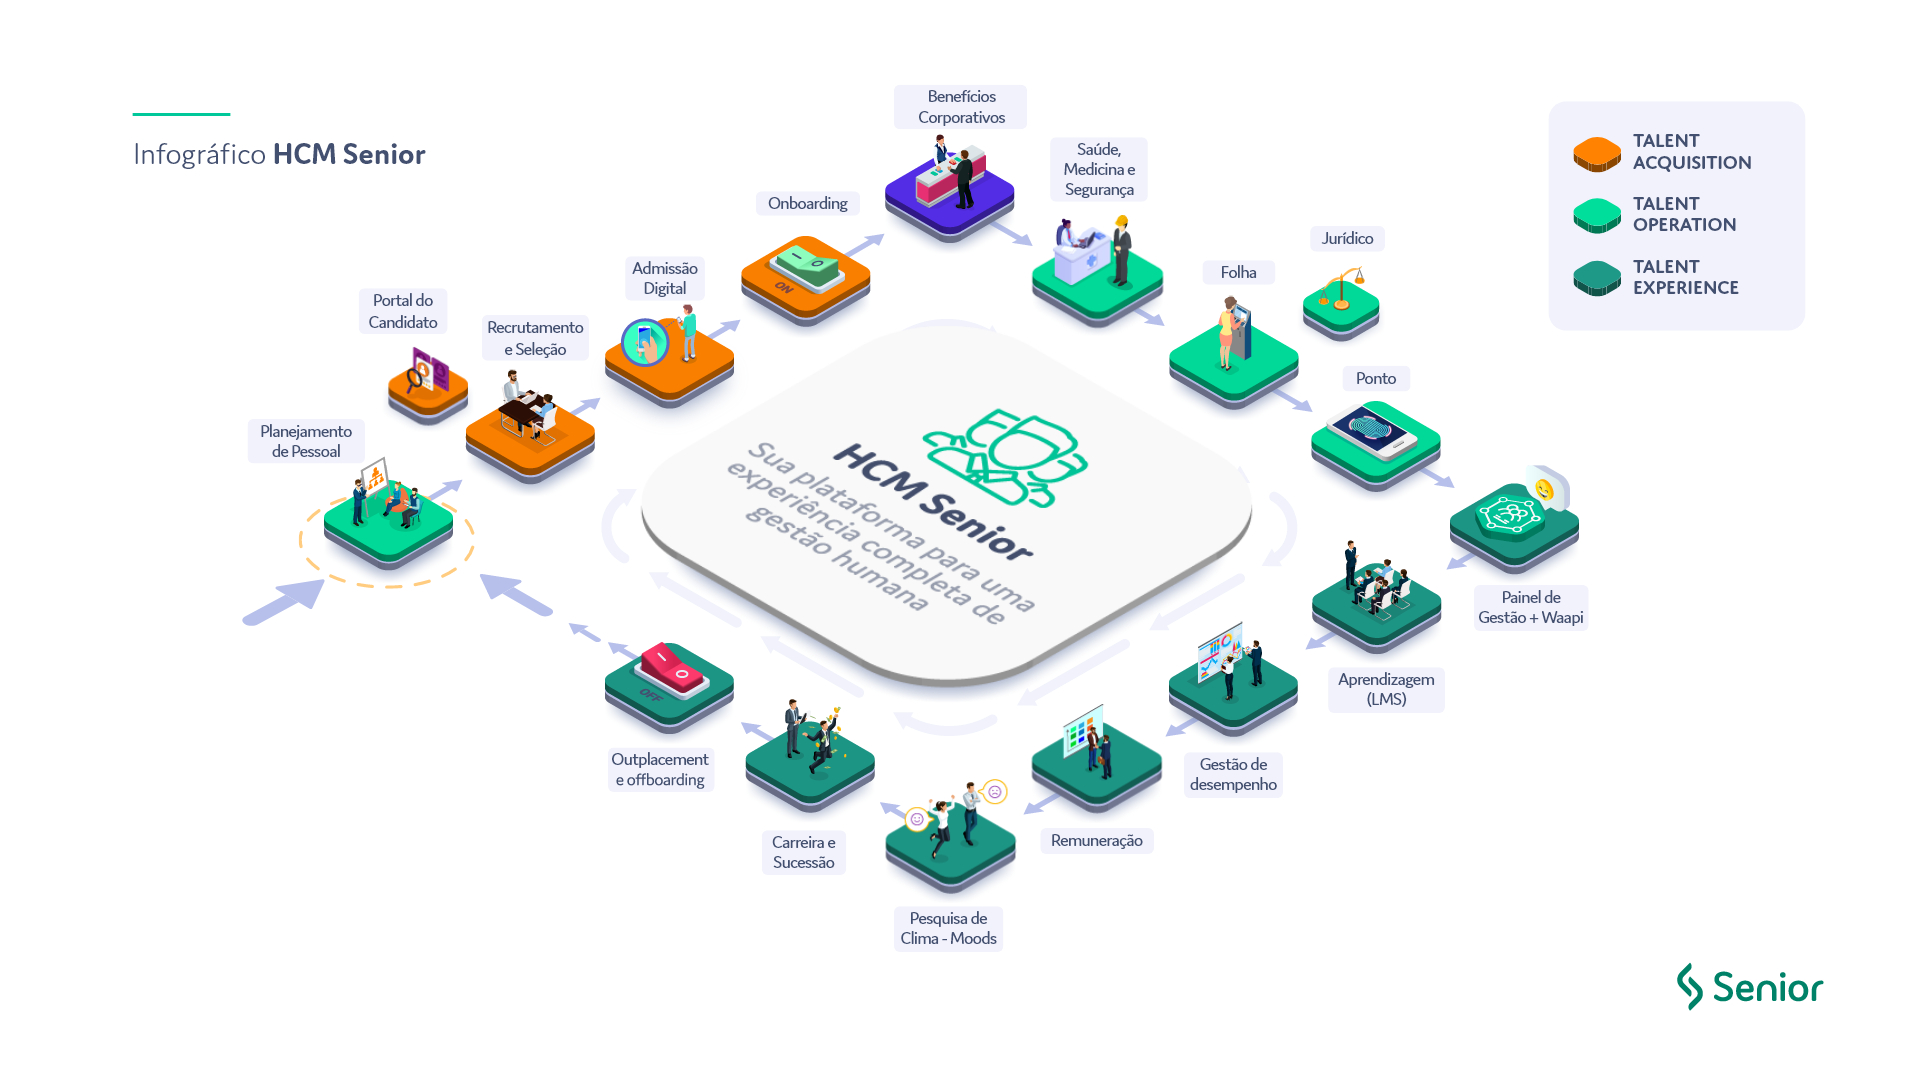 Infográfico HCM Senior
Benefícios
Corporativos
Saúde,
Medicina e
Segurança
Onboarding
ON
Admissão
Digital
Portal do
Candidato
Recrutamento
e Seleção
Planejamento
de Pessoal
Folha
Jurídico
Ponto
TALENT
ACQUISITION
TALENT
OPERATION
TALENT
EXPERIENCE
HCM Senior
Sua plataforma para uma
experiência completa de
gestão humana
Painel de
Gestão + Waapi
Aprendizagem
(LMS)
Gestão de
desempenho
Remuneração
Pesquisa de
Clima - Moods
Carreira e
Sucessão
OFF
Outplacement
e offboarding
Senior